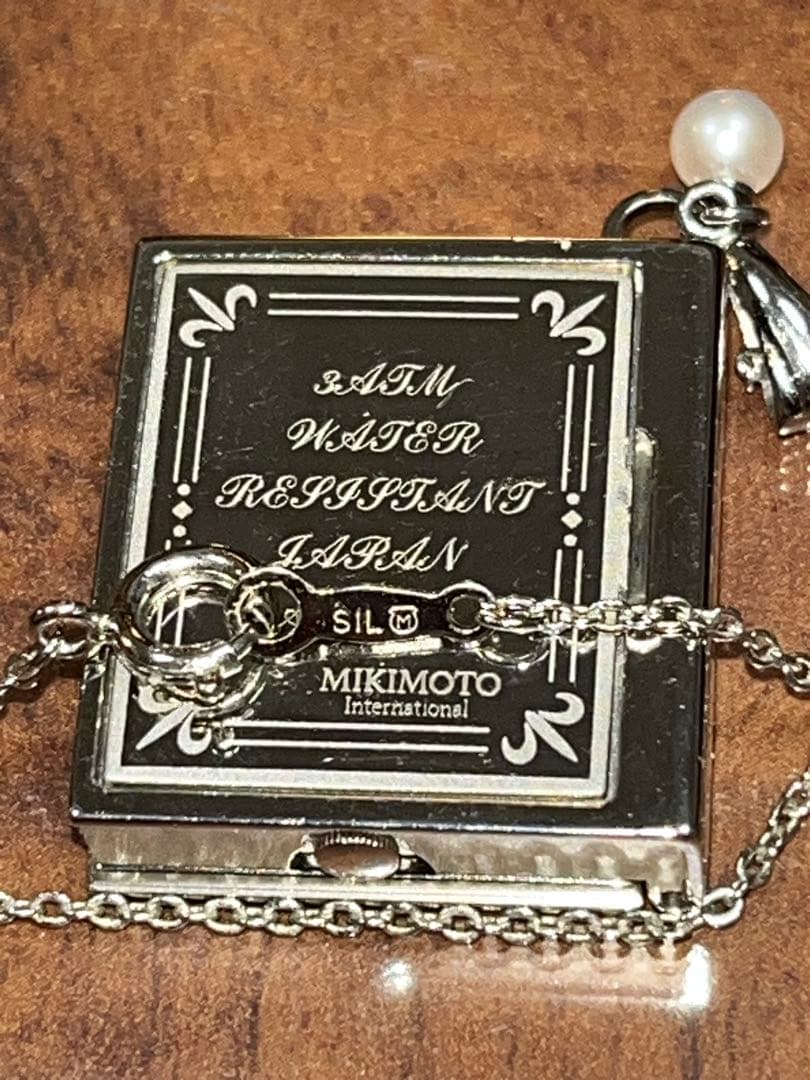 3ATM
WATER
RESISTANT
JAPAN
SIL M
MIKIMOTO
International